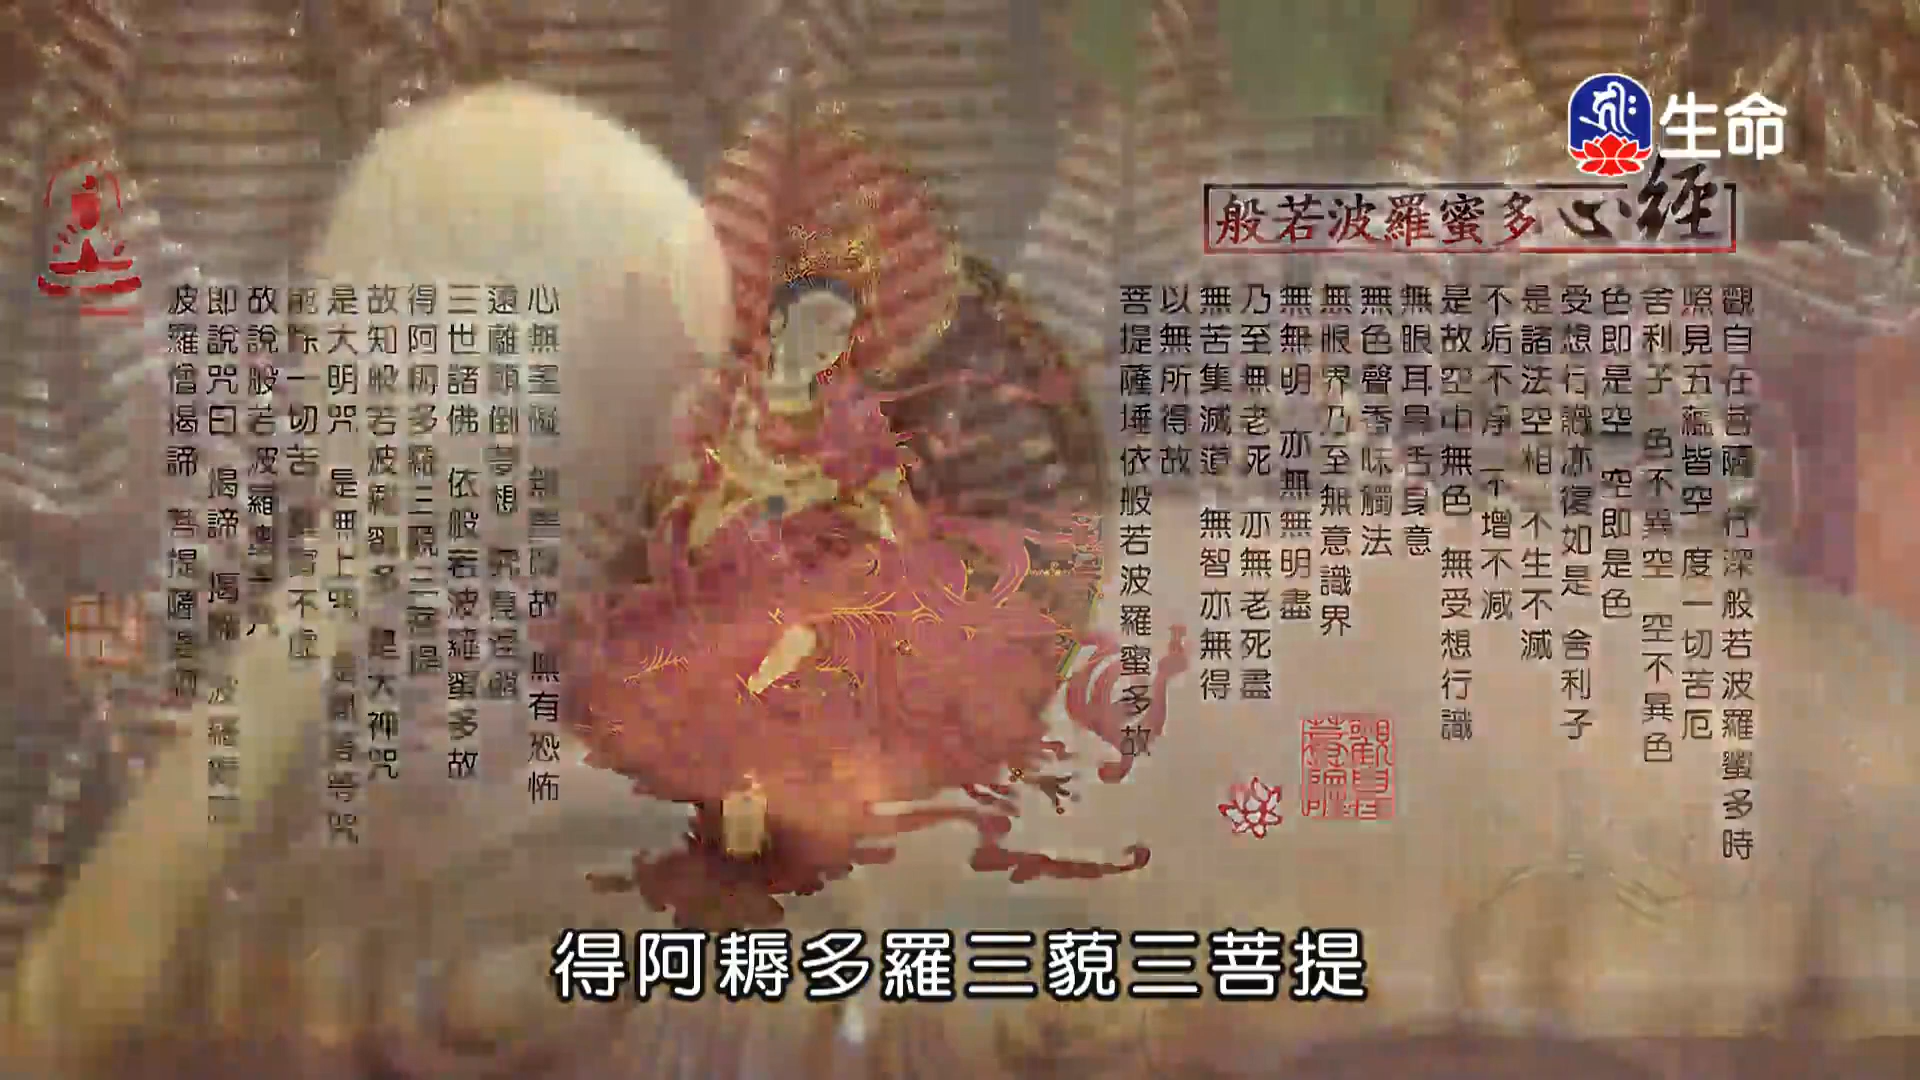 生命
般若波羅蜜多心經
觀自在菩薩 行深般若波羅蜜多時
照見五蘊皆空 度一切苦厄
舍利子 色不異空 空不異色
色即是空 空即是色
受想行識亦復如是 舍利子
是諸法空相 不生不滅
不垢不淨 不增不減
是故空中無色 無受想行識
無眼耳鼻舌身意
無色聲香味觸法
無眼界乃至無意識界
無無明 亦無無明盡
乃至無老死 亦無老死盡
無苦集滅道 無智亦無得
以無所得故
菩提薩埵依般若波羅蜜多故
心無罣礙 無有恐怖
遠離顛倒夢想
三世諸佛 依般若波羅蜜多故
得阿耨多羅三藐三菩提
故知般若波羅蜜多 是大神咒
是大明咒 是無上咒 咒
能除一切苦 不虛
故說般若波羅蜜多咒
即說咒曰 揭諦 揭諦 波羅揭諦
波羅僧揭諦 菩提薩婆訶
得阿耨多羅三藐三菩提